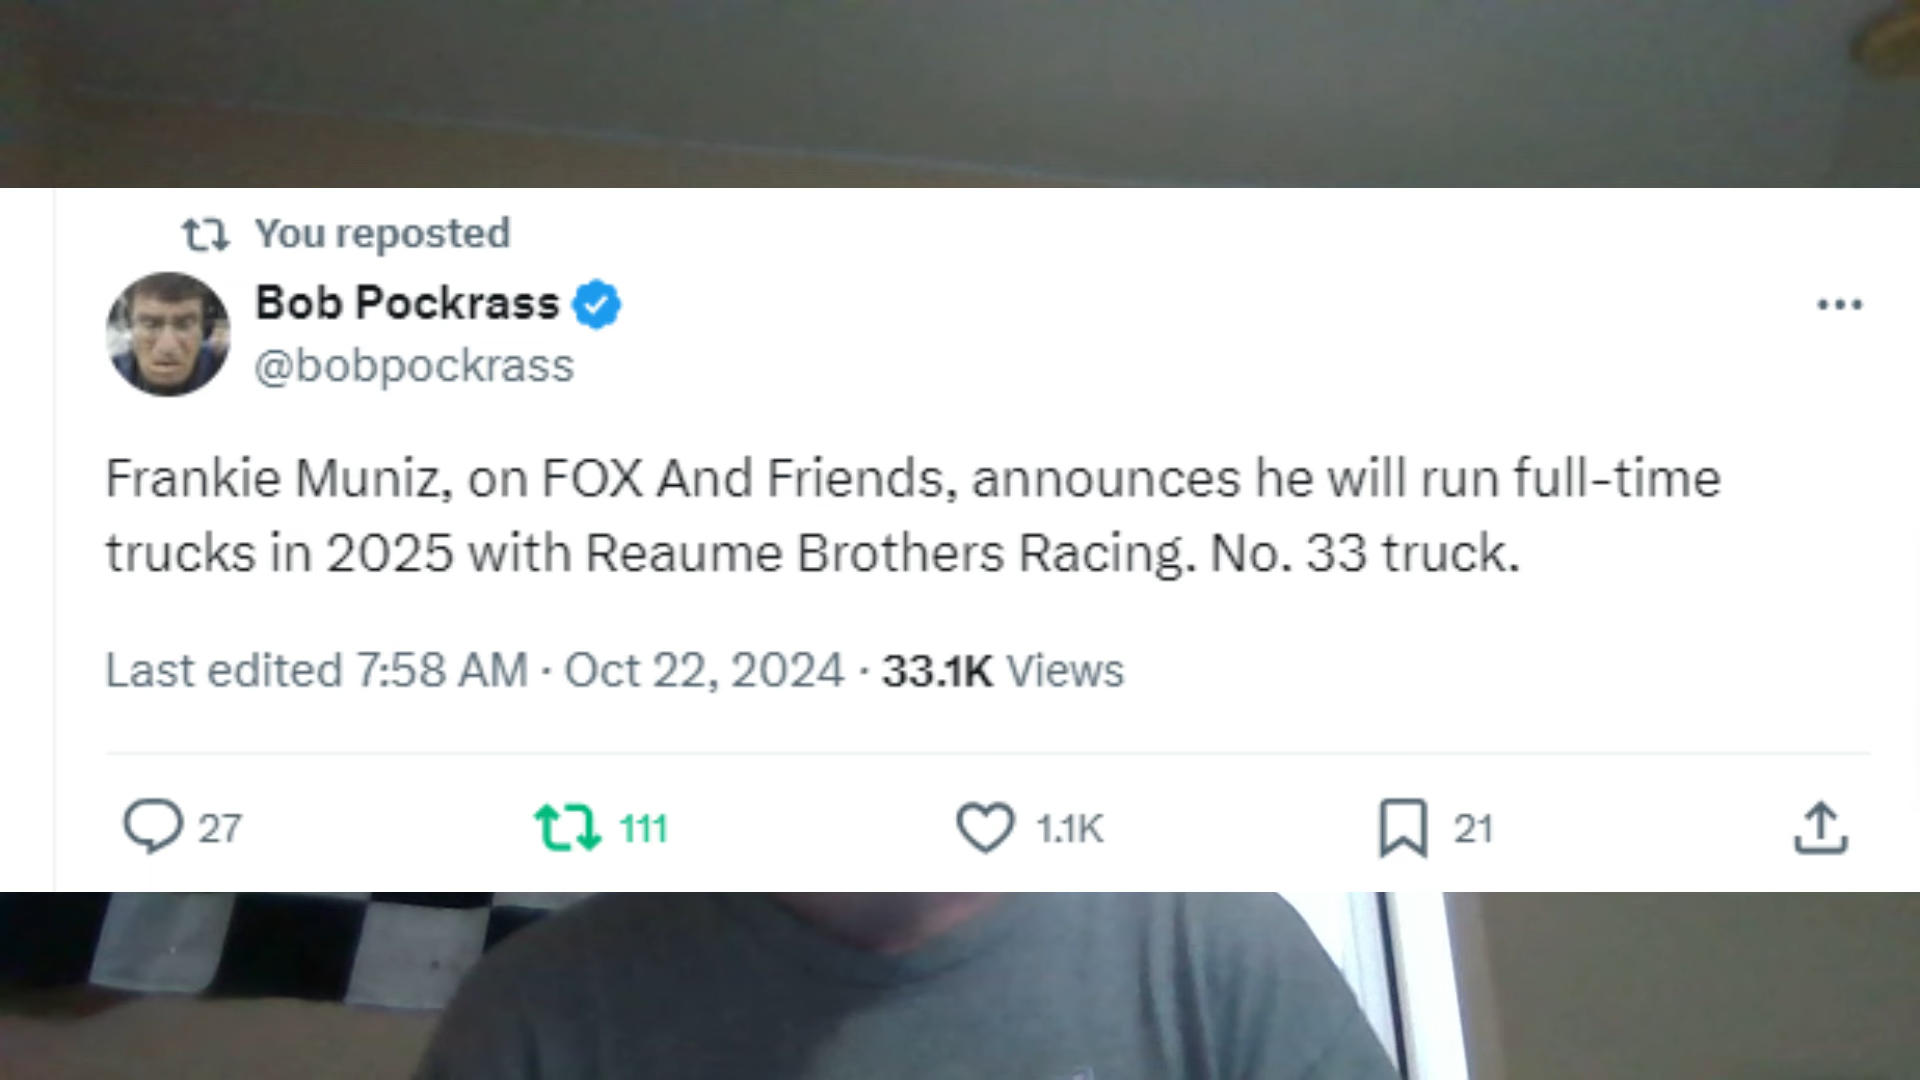 You reposted
Bob Pockrass
@bobpockrass
Frankie Muniz, on FOX And Friends, announces he will run full-time
trucks in 2025 with Reaume Brothers Racing. No. 33 truck.
Last edited 7:58 AM · Oct 22, 2024 · 33.1K Views
27 111 1.1K 21